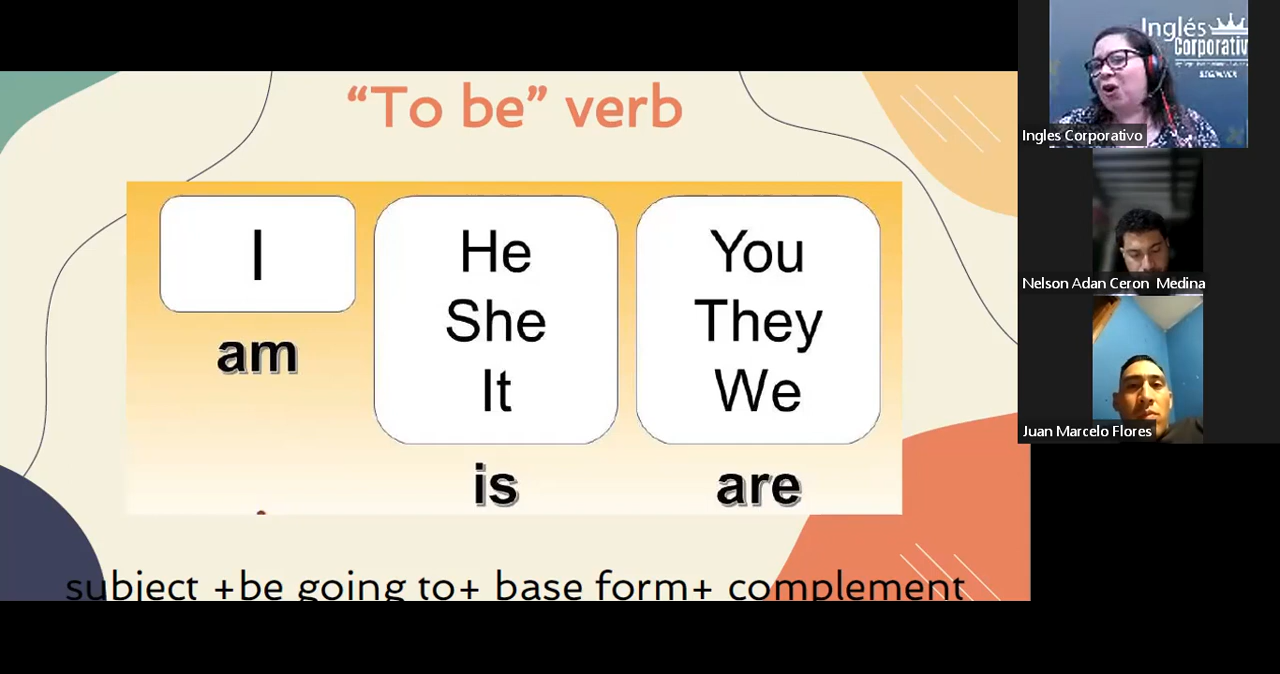 “To be” verb
I
am
He
She
It
is
You
They
We
are
subject +be going to+ base form+ complement
Inglés
Corporativ
BEGINNER
Ingles Corporativo
Nelson Adan Ceron Medina
Juan Marcelo Flores